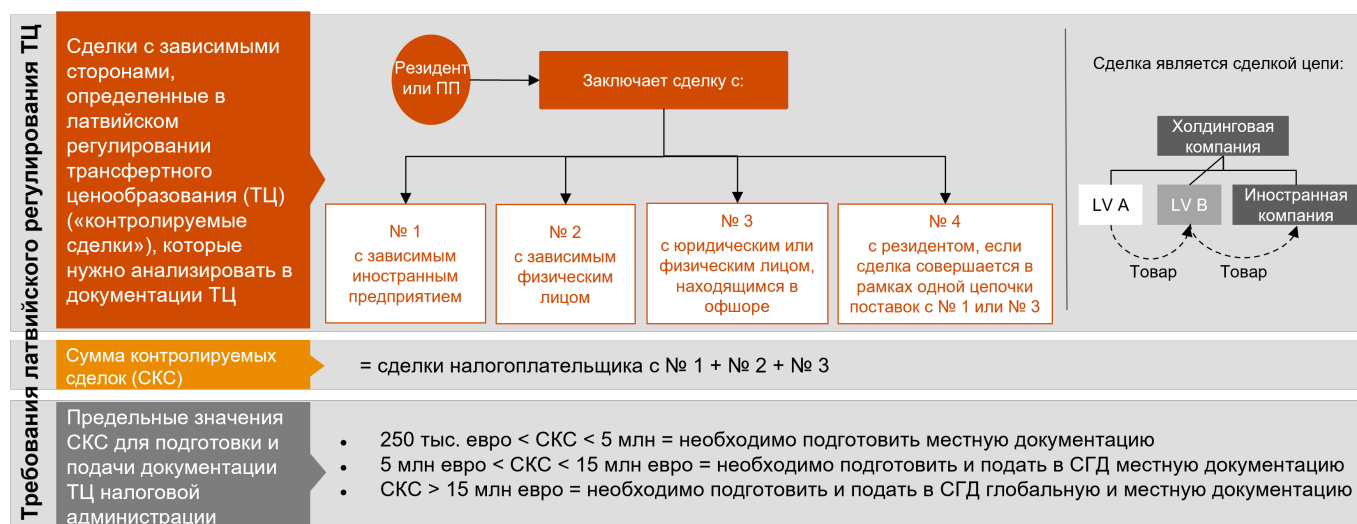 Требования латвийского регулирования ТЦ
Сделки с зависимыми
сторонами,
определенные в
латвийском
регулировании
трансфертного
ценообразования (ТЦ)
(«контролируемые
сделки»), которые
нужно анализировать в
документации ТЦ
Резидент
или ПП
Заключает сделку с:
№ 1
с зависимым
иностранным
предприятием
№ 2
с зависимым
физическим
лицом
№ 3
с юридическим или
физическим лицом,
находящимся в
офшоре
№ 4
с резидентом, если
сделка совершается в
рамках одной цепочки
поставок с № 1 или № 3
Сделка является сделкой цепи:
Холдинговая
компания
LV A
LV B
Иностранная
компания
Товар
Товар
Сумма контролируемых
сделок (СКС)
= сделки налогоплательщика с № 1 + № 2 + № 3
Предельные значения
СКС для подготовки и
подачи документации
ТЦ налоговой
администрации
• 250 тыс. евро < СКС < 5 млн = необходимо подготовить местную документацию
• 5 млн евро < СКС < 15 млн евро = необходимо подготовить и подать в СГД местную документацию
• СКС > 15 млн евро = необходимо подготовить и подать в СГД глобальную и местную документацию